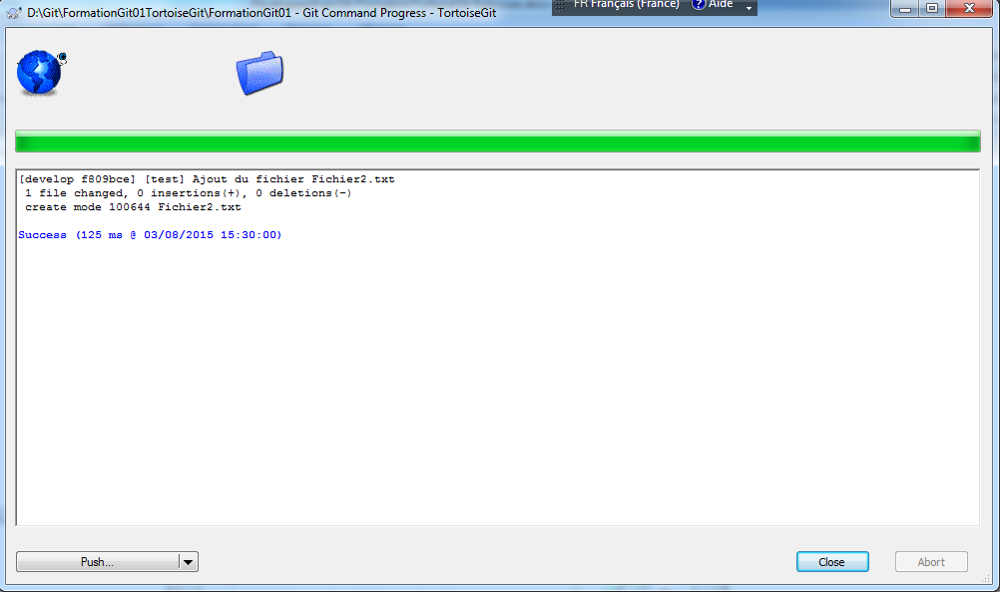 D:\Git\FormationGit01TortoiseGit\FormationGit01 - Git Command Progress - TortoiseGit
FR Français (France) ? Aide
[develop f809bce] [test] Ajout du fichier Fichier2.txt
1 file changed, 0 insertions(+), 0 deletions(-)
create mode 100644 Fichier2.txt
Success (125 ms @ 03/08/2015 15:30:00)
Push...
Close
Abort